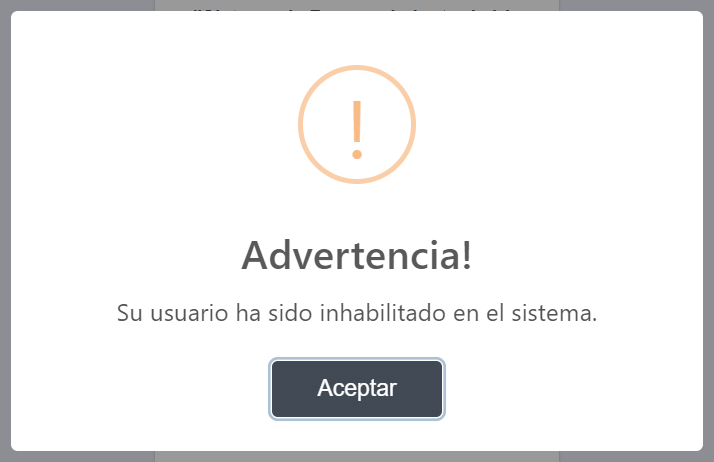 !
Advertencia!
Su usuario ha sido inhabilitado en el sistema.
Aceptar